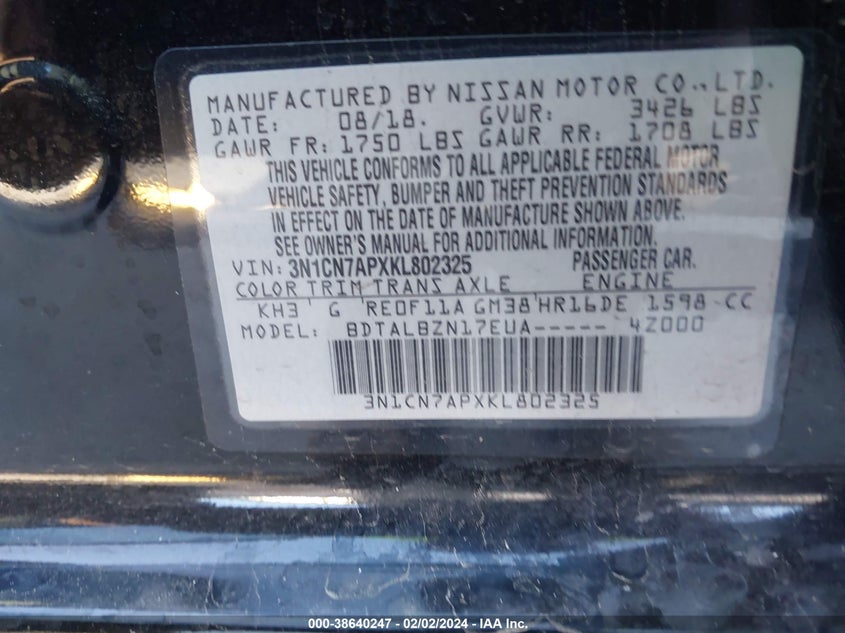 MANUFACTURED BY NISSAN MOTOR CO., LTD.
DATE: 08/18. GVWR: 3426 LBS
GAWR FR: 1750 LBS GAWR RR: 1708 LBS
THIS VEHICLE CONFORMS TO ALL APPLICABLE FEDERAL MOTOR
VEHICLE SAFETY, BUMPER AND THEFT PREVENTION STANDARDS
IN EFFECT ON THE DATE OF MANUFACTURE SHOWN ABOVE.
SEE OWNER'S MANUAL FOR ADDITIONAL INFORMATION.
VIN: 3N1CN7APXKL802325 PASSENGER CAR.
COLOR TRIM TRANS AXLE ENGINE
KH3 G RE0F11A GM38 HR16DE 1598 CC
MODEL: BDTALBZN17EUA----- 4Z000
3N1CN7APXKL802325
000-38640247 - 02/02/2024 - IAA, Inc.